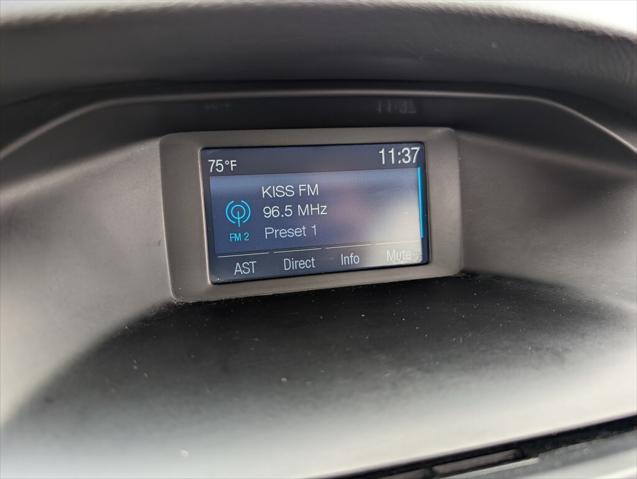 75°F 11:37
KISS FM
96.5 MHz
FM 2 Preset 1
AST Direct Info Mute